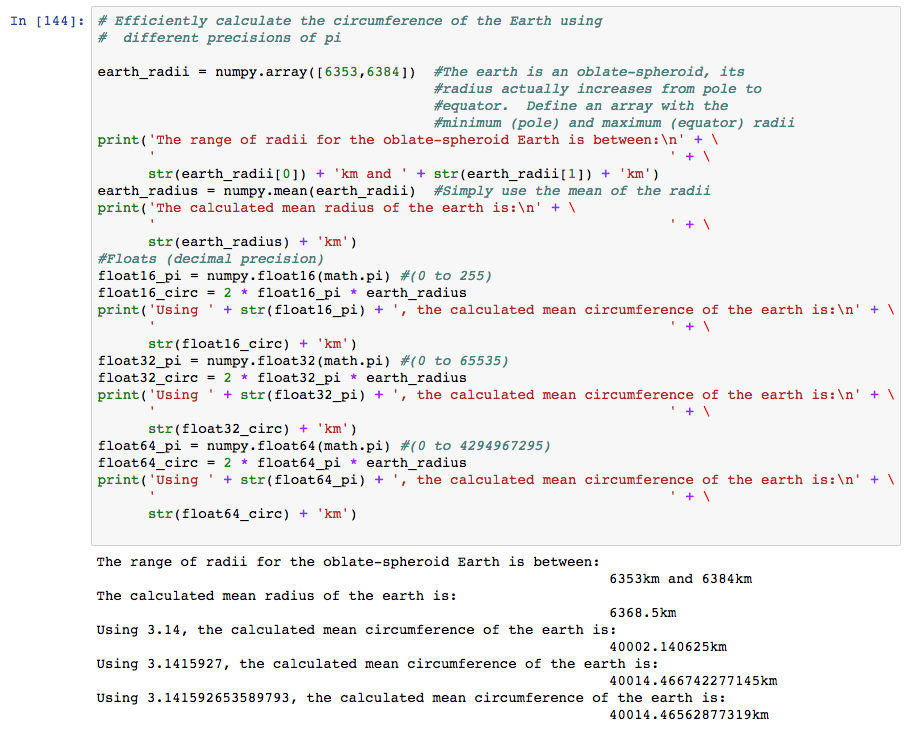 In [144]: # Efficiently calculate the circumference of the Earth using
#  different precisions of pi
earth_radii = numpy.array([6353,6384])  #The earth is an oblate-spheroid, its
#radius actually increases from pole to
#equator.  Define an array with the
#minimum (pole) and maximum (equator) radii
print('The range of radii for the oblate-spheroid Earth is between:\n' + \
'                                                              ' + \
str(earth_radii[0]) + 'km and ' + str(earth_radii[1]) + 'km')
earth_radius = numpy.mean(earth_radii)  #Simply use the mean of the radii
print('The calculated mean radius of the earth is:\n' + \
'                                                              ' + \
str(earth_radius) + 'km')
#Floats (decimal precision)
float16_pi = numpy.float16(math.pi) #(0 to 255)
float16_circ = 2 * float16_pi * earth_radius
print('Using ' + str(float16_pi) + ', the calculated mean circumference of the earth is:\n' + \
'                                                              ' + \
str(float16_circ) + 'km')
float32_pi = numpy.float32(math.pi) #(0 to 65535)
float32_circ = 2 * float32_pi * earth_radius
print('Using ' + str(float32_pi) + ', the calculated mean circumference of the earth is:\n' + \
'                                                              ' + \
str(float32_circ) + 'km')
float64_pi = numpy.float64(math.pi) #(0 to 4294967295)
float64_circ = 2 * float64_pi * earth_radius
print('Using ' + str(float64_pi) + ', the calculated mean circumference of the earth is:\n' + \
'                                                              ' + \
str(float64_circ) + 'km')
The range of radii for the oblate-spheroid Earth is between:
6353km and 6384km
The calculated mean radius of the earth is:
6368.5km
Using 3.14, the calculated mean circumference of the earth is:
40002.140625km
Using 3.1415927, the calculated mean circumference of the earth is:
40014.466742277145km
Using 3.141592653589793, the calculated mean circumference of the earth is:
40014.46562877319km